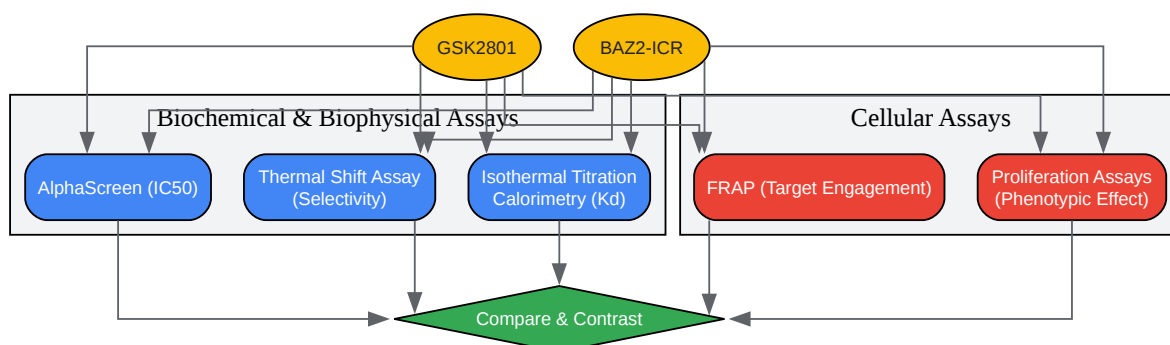 GSK2801
BAZ2-ICR
Biochemical & Biophysical Assays
Cellular Assays
AlphaScreen (IC50)
Thermal Shift Assay
(Selectivity)
Isothermal Titration
Calorimetry (Kd)
FRAP (Target Engagement)
Proliferation Assays
(Phenotypic Effect)
Compare & Contrast